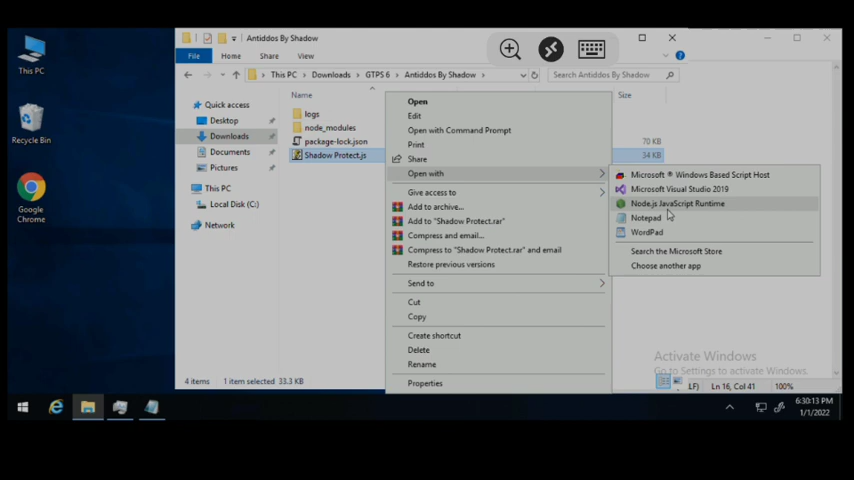 This PC
Recycle Bin
Google
Chrome
Antiddos By Shadow
File
Home
Share
View
This PC
Downloads
GTPS 6
Antiddos By Shadow
Search Antiddos By Shadow
Name
Size
Quick access
Desktop
Downloads
Documents
Pictures
This PC
Local Disk (C:)
Network
logs
node_modules
package-lock.json
Shadow Protect.js
70 KB
34 KB
Open
Edit
Open with Command Prompt
Print
Share
Open with
Give access to
Add to archive...
Add to "Shadow Protect.rar"
Compress and email...
Compress to "Shadow Protect.rar" and email
Restore previous versions
Send to
Cut
Copy
Create shortcut
Delete
Rename
Properties
Microsoft ® Windows Based Script Host
Microsoft Visual Studio 2019
Node.js JavaScript Runtime
Notepad
WordPad
Search the Microsoft Store
Choose another app
Activate Windows
Go to Settings to activate Windows.
4 items
1 item selected 33.3 KB
LF)
Ln 16, Col 41
100%
6:30:13 PM
1/1/2022